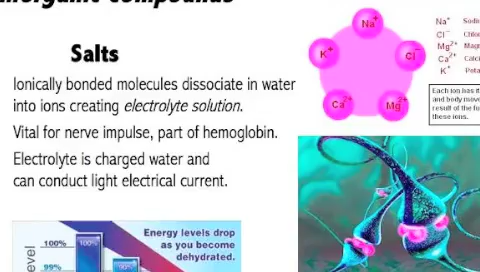 Salts
Ionically bonded molecules dissociate in water
into ions creating electrolyte solution.
Vital for nerve impulse, part of hemoglobin.
Electrolyte is charged water and
can conduct light electrical current.
Na+
K+
Cl−
Ca2+
Mg2+
Na+
Cl−
Mg2+
Ca2+
K+
Each ion has it
and body move
result of the fu
these ions.
Energy levels drop
as you become
dehydrated.
100%
100%
99%